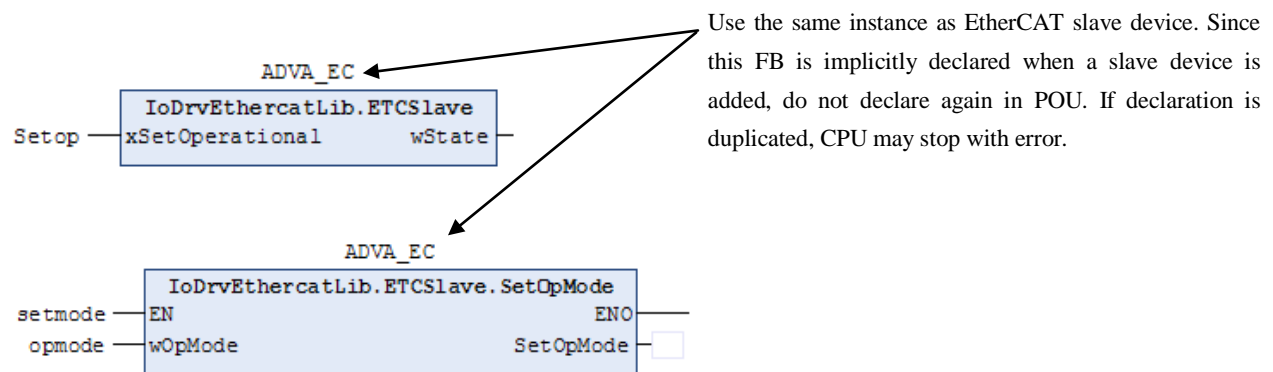 Use the same instance as EtherCAT slave device. Since
this FB is implicitly declared when a slave device is
added, do not declare again in POU. If declaration is
duplicated, CPU may stop with error.
ADVA_EC
IoDrvEthercatLib.ETCSlave
Setop xSetOperational wState
ADVA_EC
IoDrvEthercatLib.ETCSlave.SetOpMode
setmode EN ENO
opmode wOpMode SetOpMode